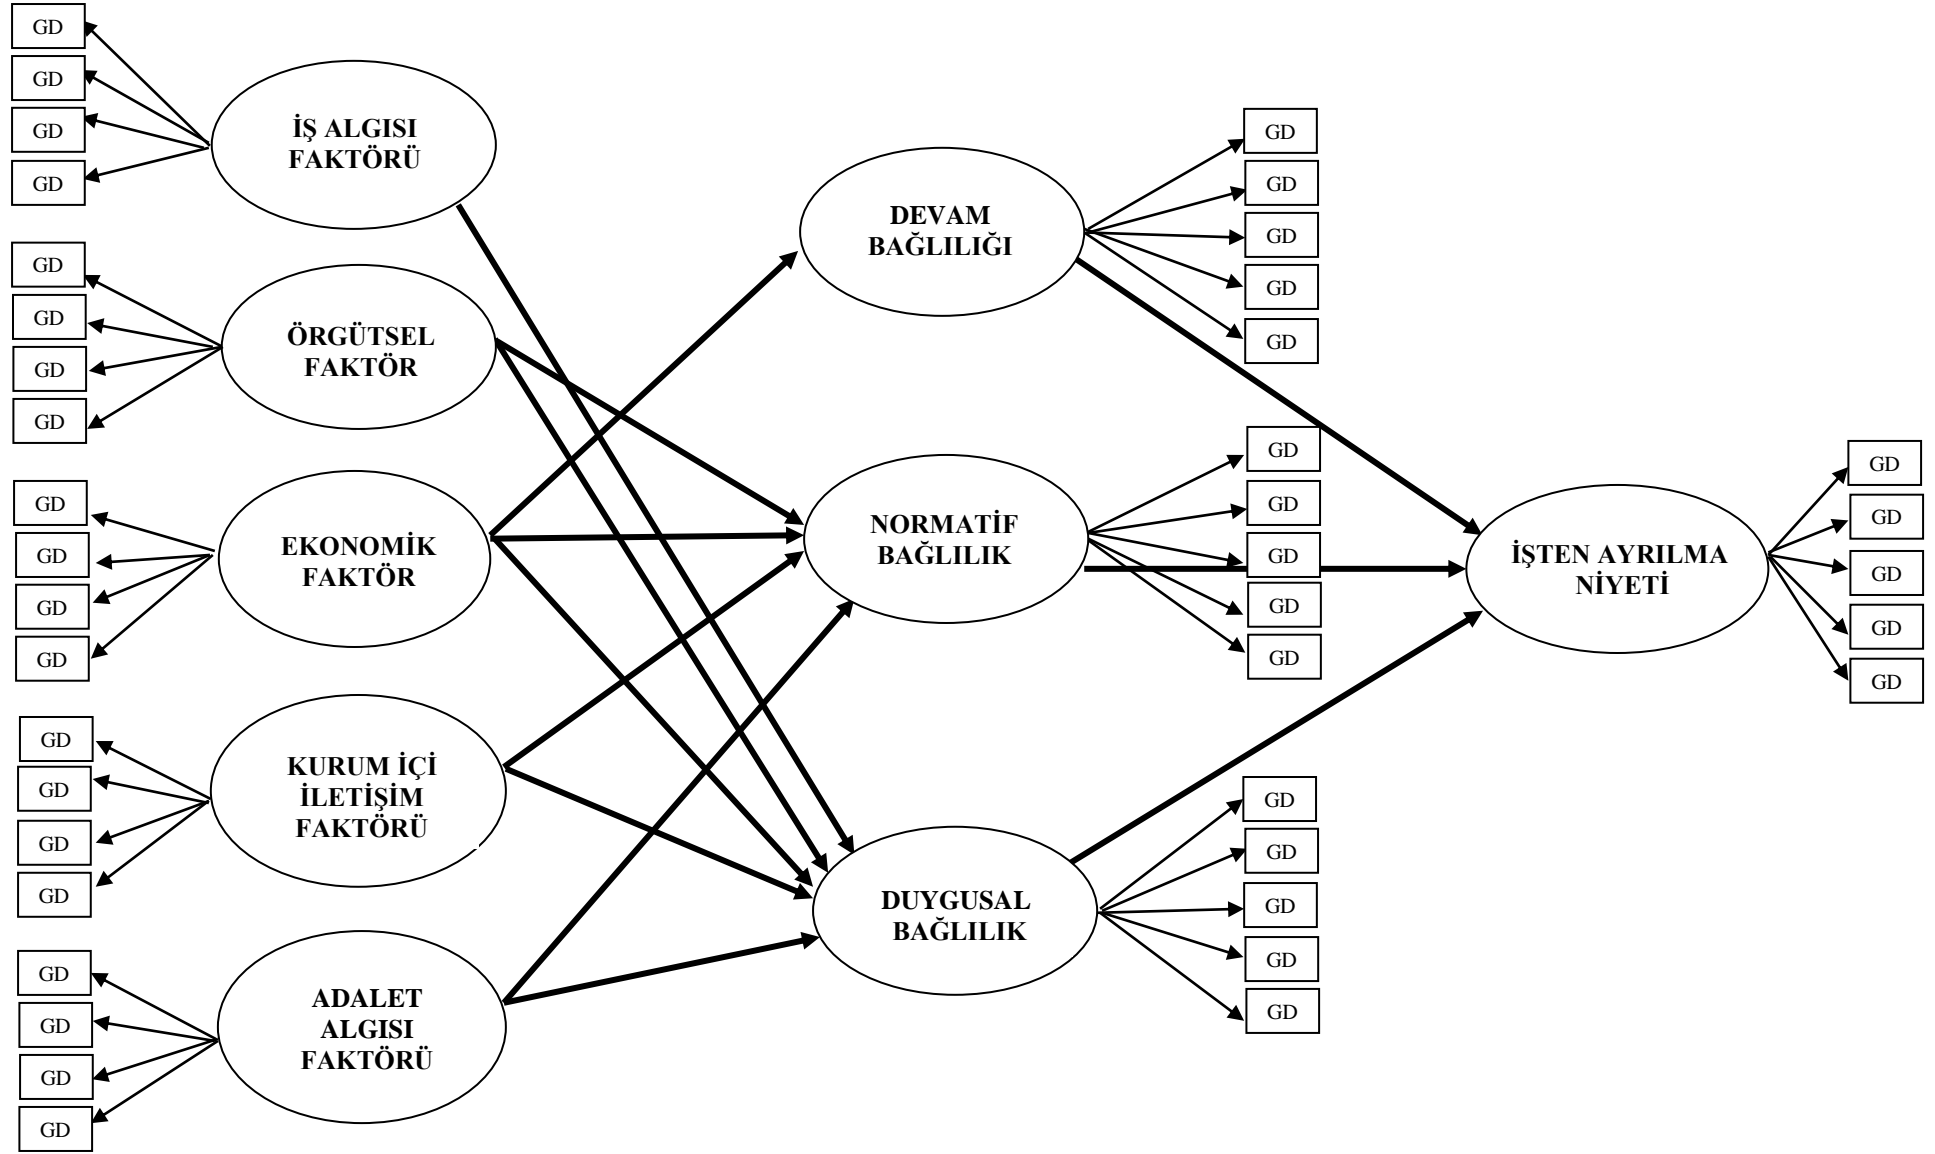 GD
GD
GD
GD
İŞ ALGISI
FAKTÖRÜ
GD
GD
GD
GD
ÖRGÜTSEL
FAKTÖR
GD
GD
GD
GD
EKONOMİK
FAKTÖR
GD
GD
GD
GD
KURUM İÇİ
İLETİŞİM
FAKTÖRÜ
GD
GD
GD
GD
ADALET
ALGISI
FAKTÖRÜ
DEVAM
BAĞLILIĞI
GD
GD
GD
GD
GD
NORMATİF
BAĞLILIK
GD
GD
GD
GD
GD
DUYGUSAL
BAĞLILIK
GD
GD
GD
GD
GD
İŞTEN AYRILMA
NİYETİ
GD
GD
GD
GD
GD